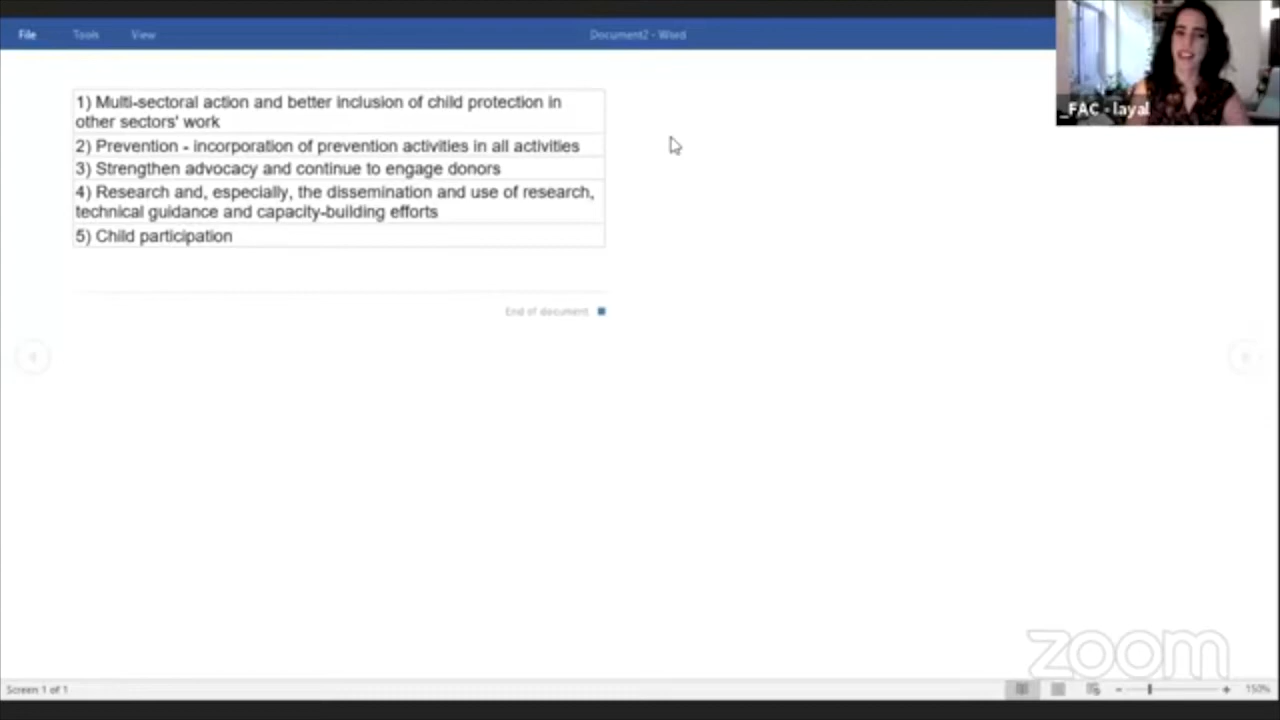 File Tools View Document2 - Word
_FAC - layal
1) Multi-sectoral action and better inclusion of child protection in
other sectors' work
2) Prevention - incorporation of prevention activities in all activities
3) Strengthen advocacy and continue to engage donors
4) Research and, especially, the dissemination and use of research,
technical guidance and capacity-building efforts
5) Child participation
End of document
zoom
Screen 1 of 1
150%